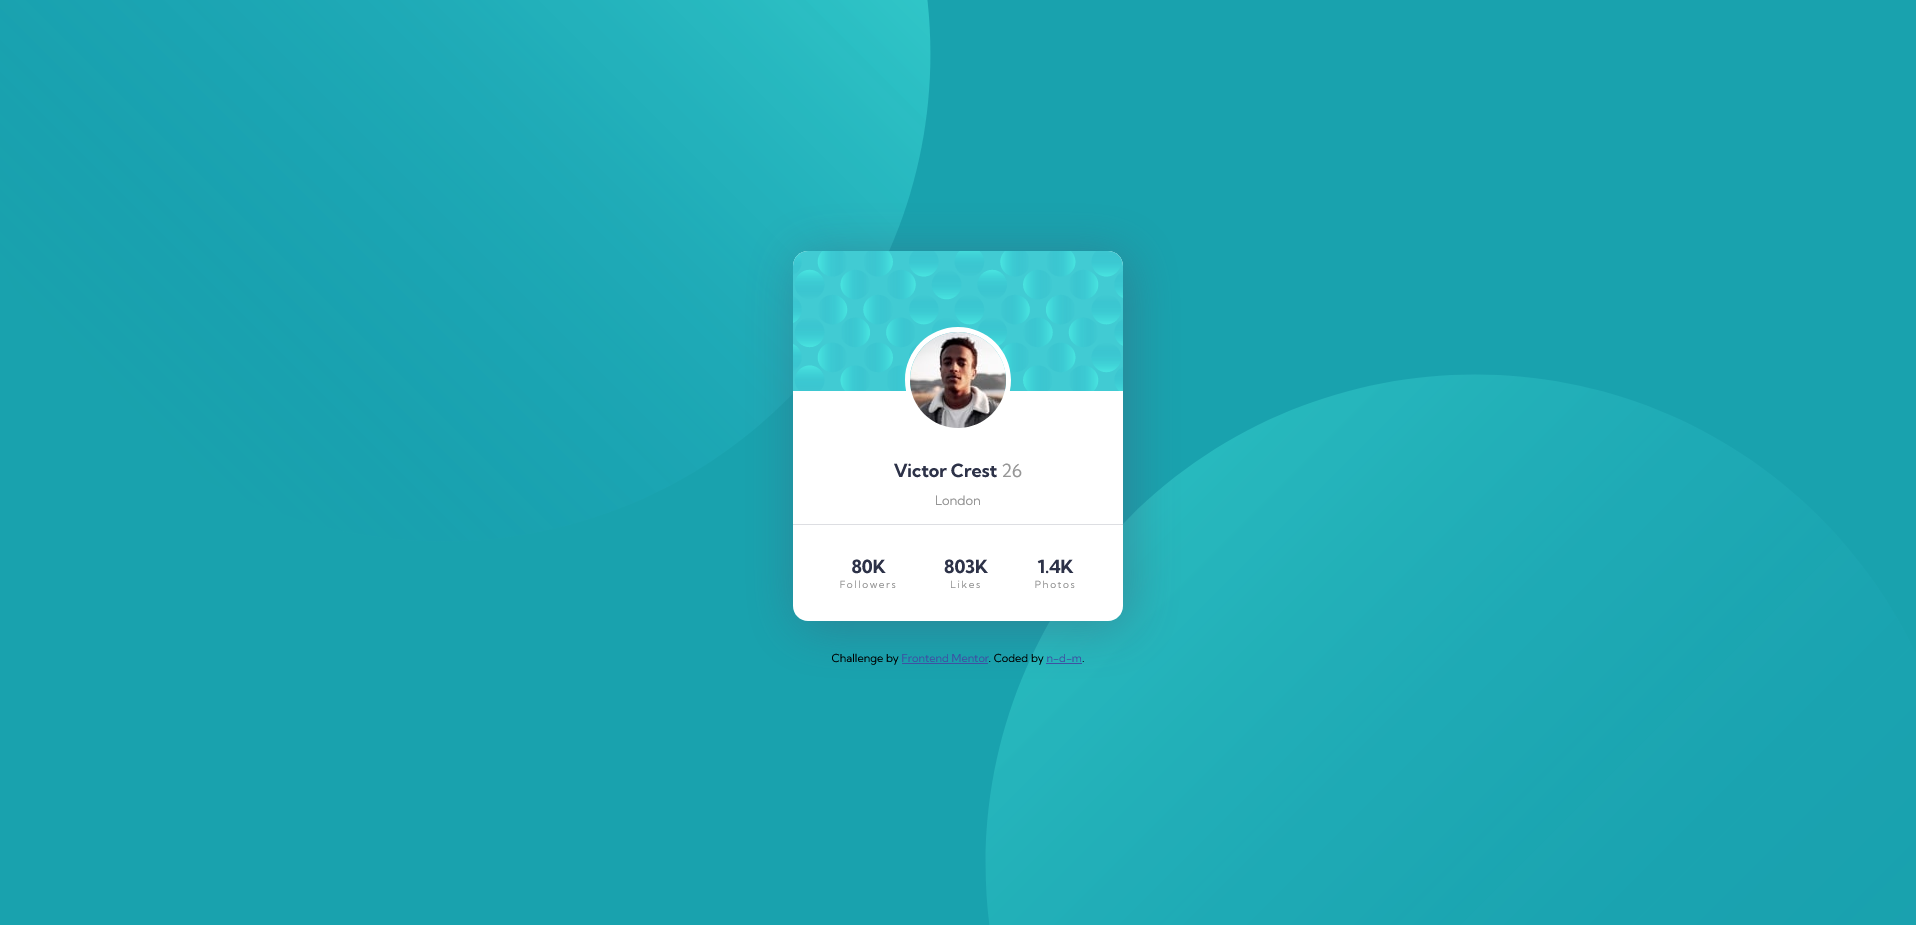 Victor Crest 26
London
80K 803K 1.4K
Followers Likes Photos
Challenge by Frontend Mentor. Coded by n-d-m.